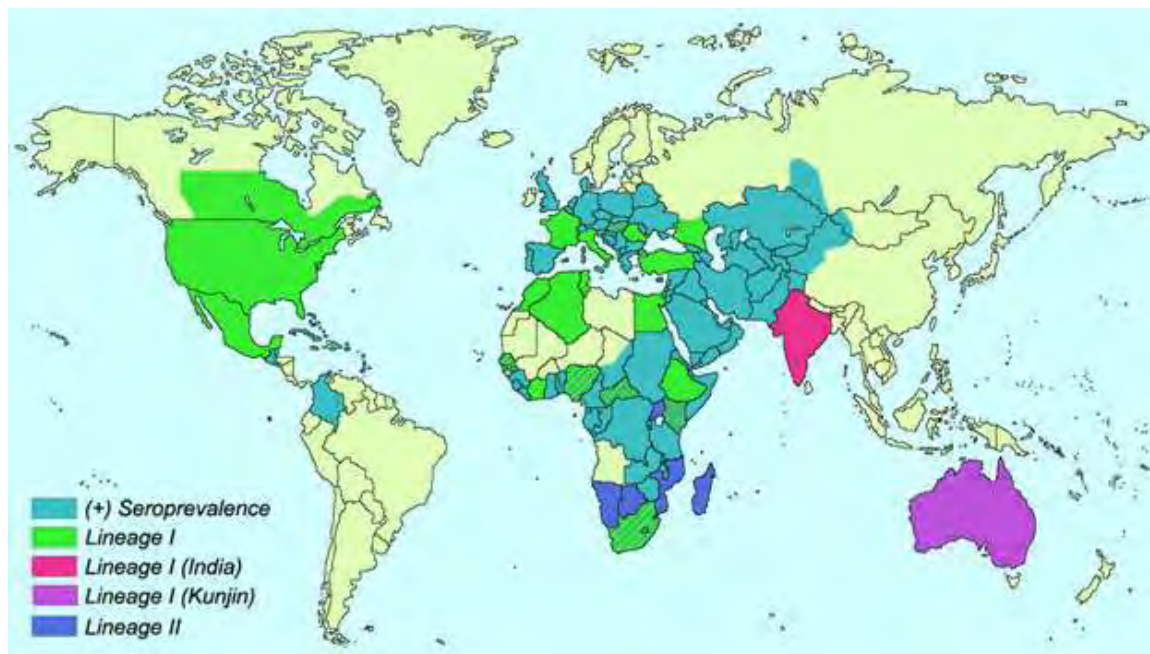 (+) Seroprevalence
Lineage I
Lineage I (India)
Lineage I (Kunjin)
Lineage II